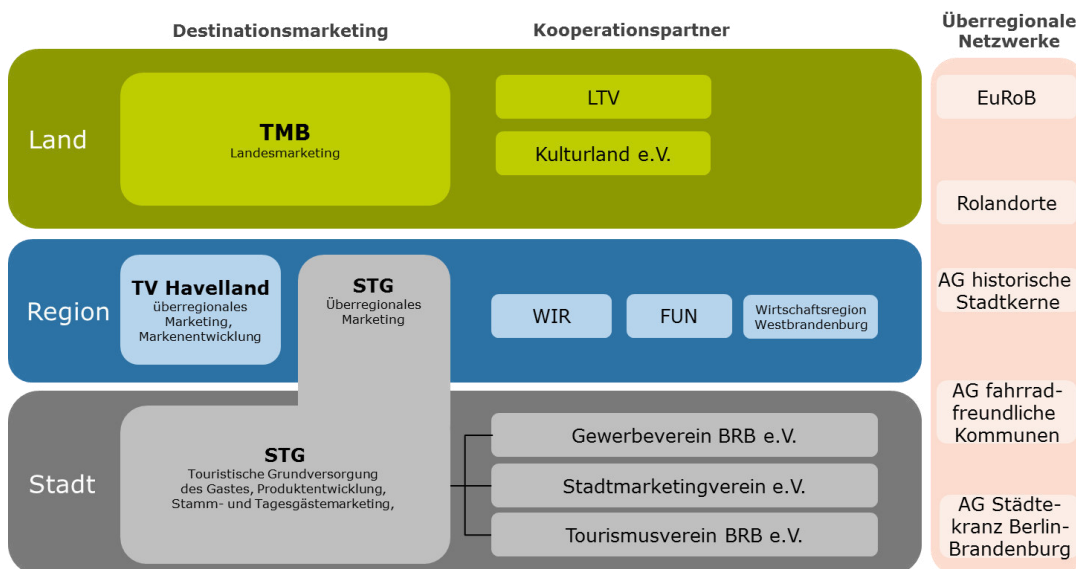 Destinationsmarketing
Kooperationspartner
Überregionale
Netzwerke
Land
TMB
Landesmarketing
LTV
Kulturland e.V.
EuRoB
Rolandorte
Region
TV Havelland
überregionales
Marketing,
Markenentwicklung
STG
Überregionales
Marketing
WIR
FUN
Wirtschaftsregion
Westbrandenburg
AG historische
Stadtkerne
Stadt
STG
Touristische Grundversorgung
des Gastes, Produktentwicklung,
Stamm- und Tagesgästemarketing,
Gewerbeverein BRB e.V.
Stadtmarketingverein e.V.
Tourismusverein BRB e.V.
AG fahrrad-
freundliche
Kommunen
AG Städte-
kranz Berlin-
Brandenburg